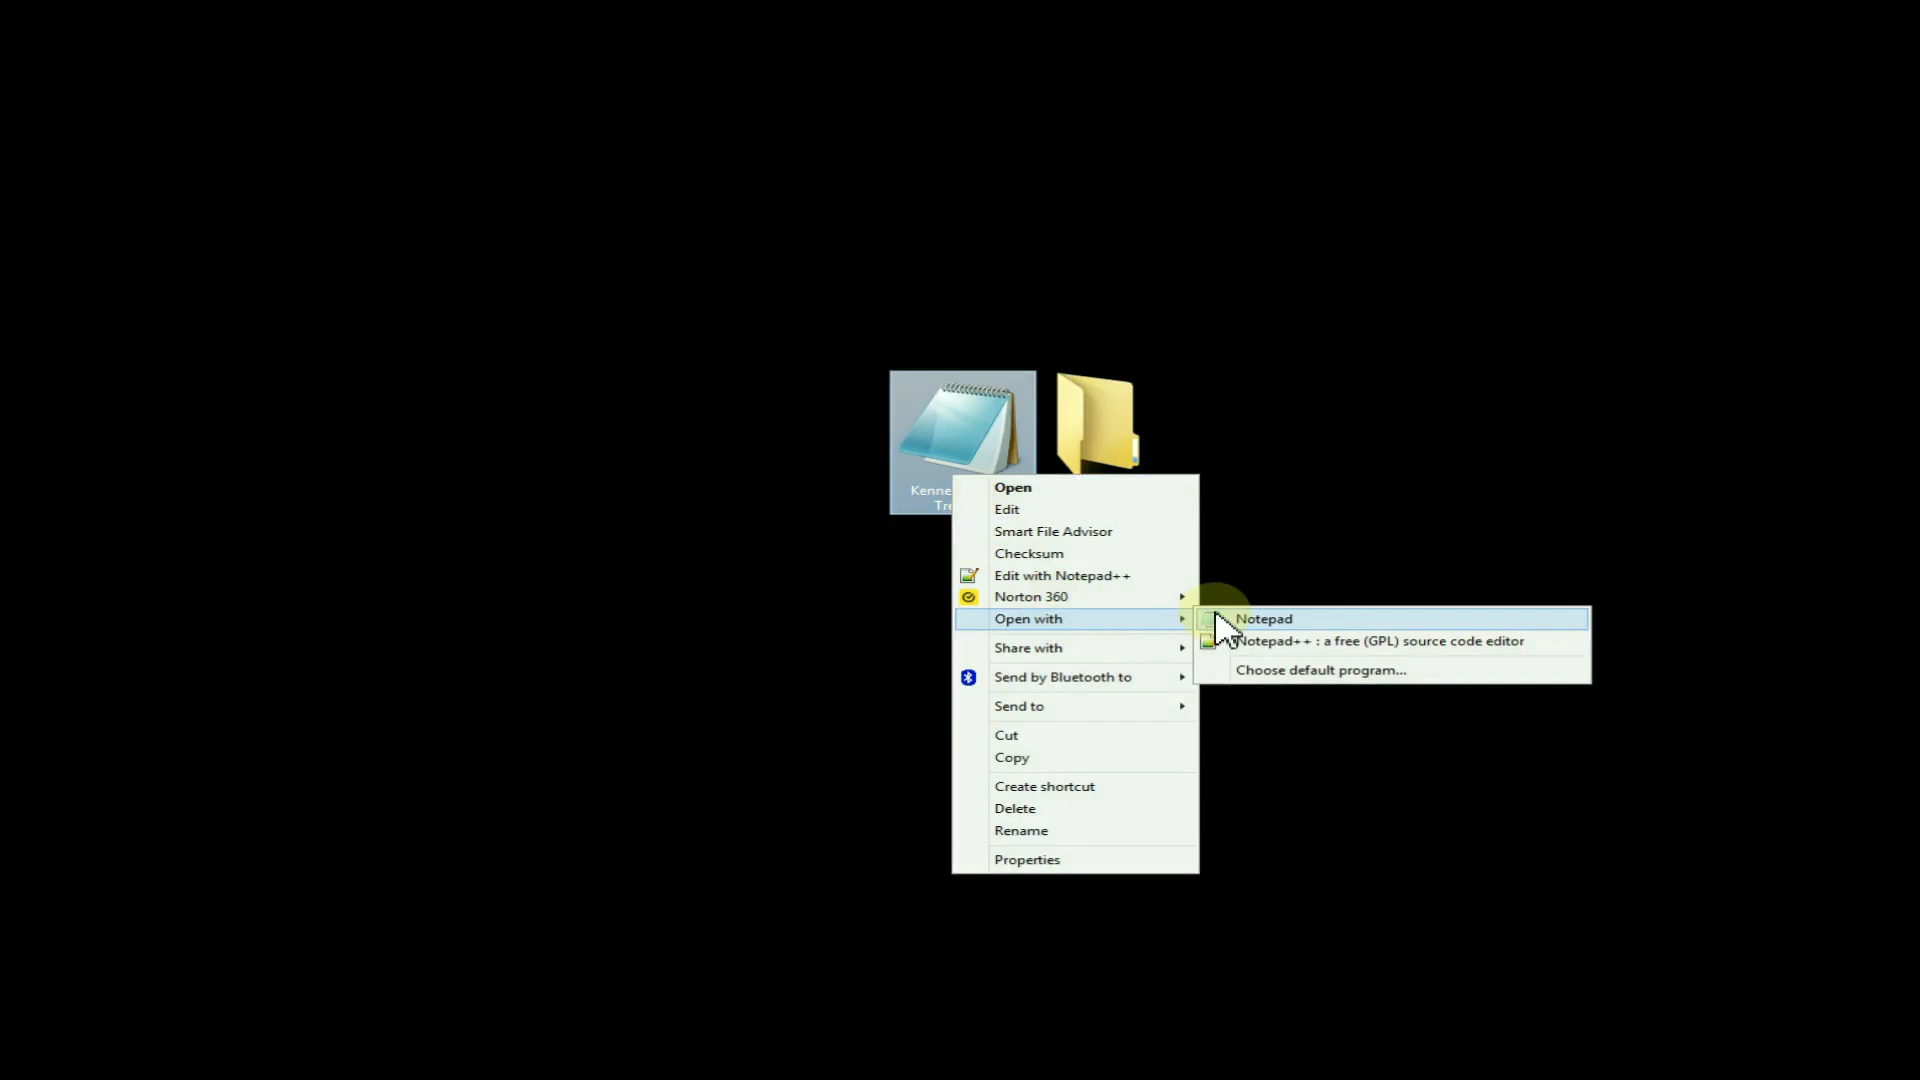 Kenne
Tre
Open
Edit
Smart File Advisor
Checksum
Edit with Notepad++
Norton 360
Open with
Share with
Send by Bluetooth to
Send to
Cut
Copy
Create shortcut
Delete
Rename
Properties
Notepad
Notepad++ : a free (GPL) source code editor
Choose default program...